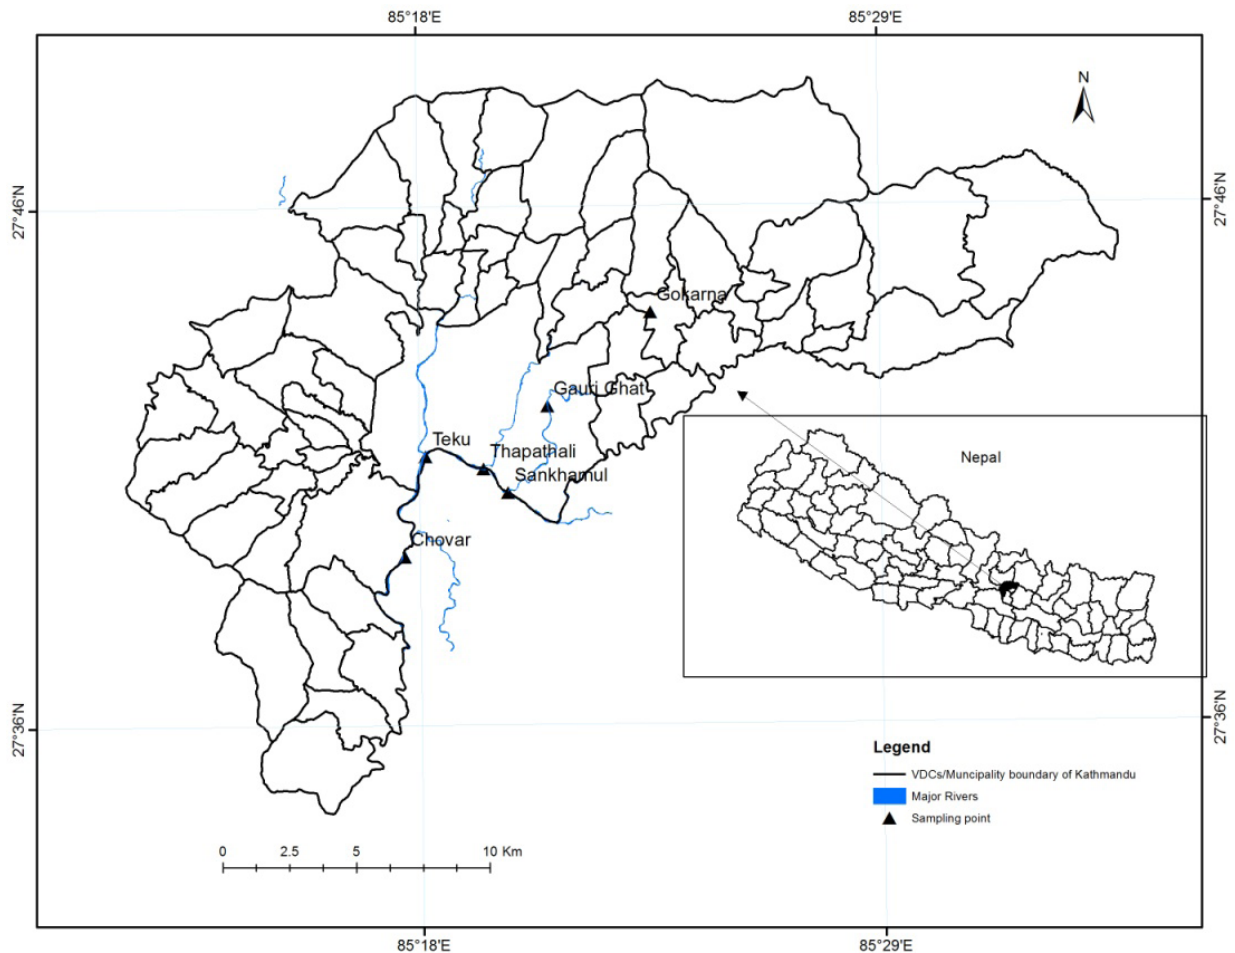 85°18'E 85°29'E
N
27°46'N 27°46'N
Gokarna
Gauri Ghat
Teku Thapathali
Sankhamul
Chovar
Nepal
27°36'N 27°36'N
Legend
VDCs/Muncipality boundary of Kathmandu
Major Rivers
Sampling point
0 2.5 5 10 Km
85°18'E 85°29'E